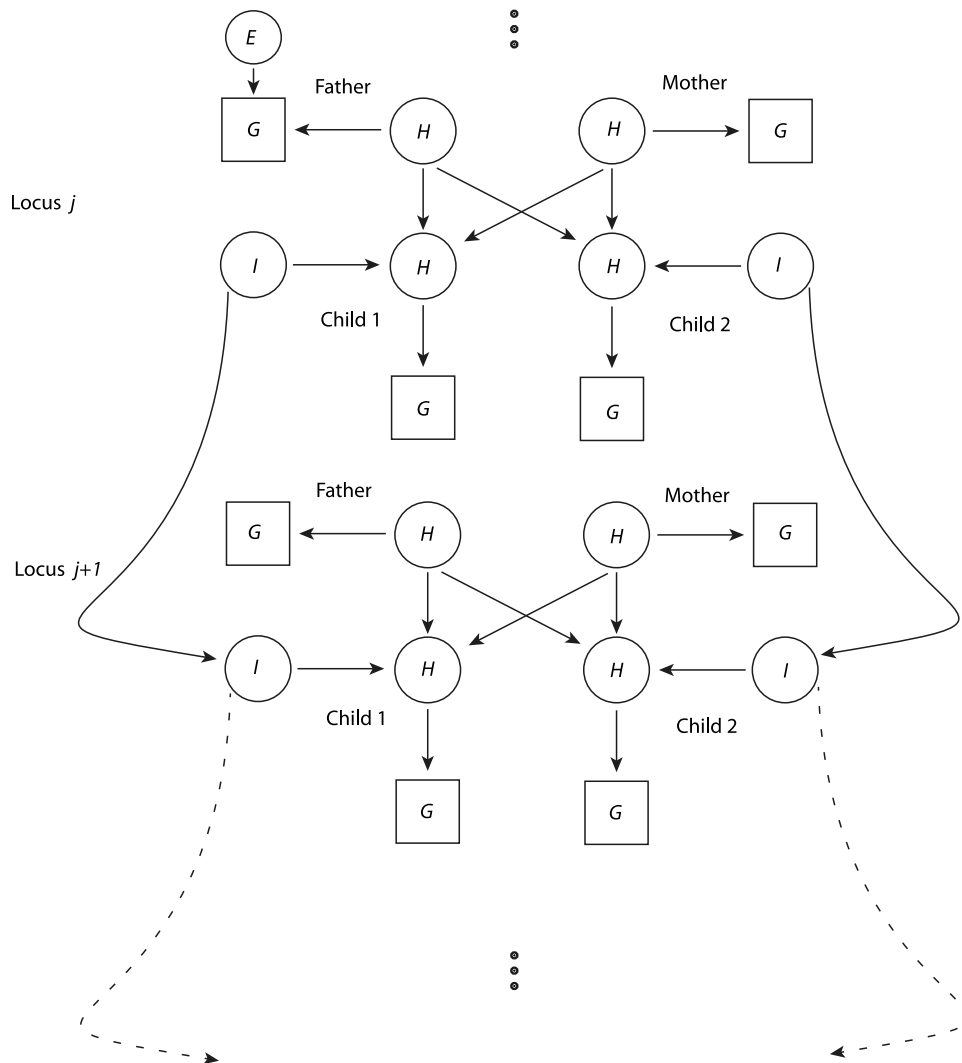 E
Father
Mother
G
H
H
G
Locus j
I
H
H
I
Child 1
Child 2
G
G
Father
Mother
G
H
H
G
Locus j+1
I
H
H
I
Child 1
Child 2
G
G